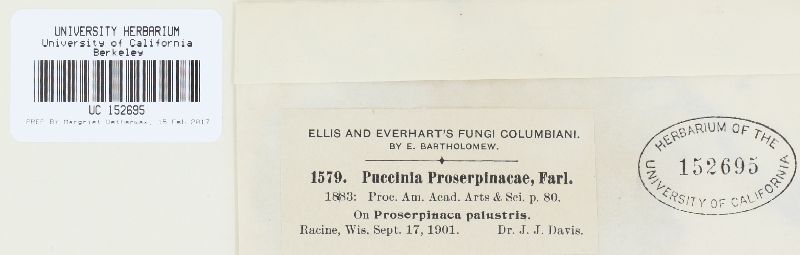 UNIVERSITY HERBARIUM
University of California
Berkeley
UC 152695
PREP By Margriet Wetherwax, 15 Feb 2017
ELLIS AND EVERHART'S FUNGI COLUMBIANI.
BY E. BARTHOLOMEW.
1579. Puccinia Proserpinacae, Farl.
1883: Proc. Am. Acad. Arts & Sci. p. 80.
On Proserpinaca palustris.
Racine, Wis. Sept. 17, 1901. Dr. J. J. Davis.
HERBARIUM OF THE
152695
UNIVERSITY OF CALIFORNIA